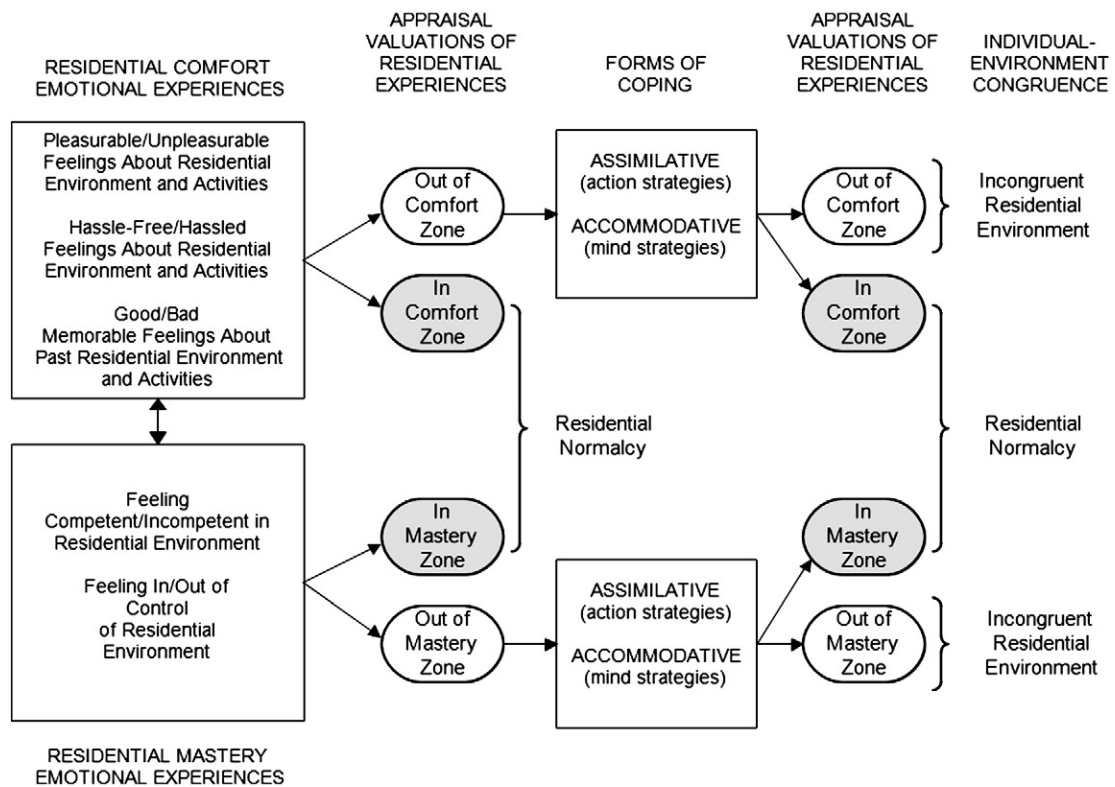 RESIDENTIAL COMFORT
EMOTIONAL EXPERIENCES
APPRAISAL
VALUATIONS OF
RESIDENTIAL
EXPERIENCES
FORMS OF
COPING
APPRAISAL
VALUATIONS OF
RESIDENTIAL
EXPERIENCES
INDIVIDUAL-
ENVIRONMENT
CONGRUENCE
Pleasurable/Unpleasurable
Feelings About Residential
Environment and Activities
Hassle-Free/Hassled
Feelings About Residential
Environment and Activities
Good/Bad
Memorable Feelings About
Past Residential Environment
and Activities
Out of
Comfort
Zone
In
Comfort
Zone
ASSIMILATIVE
(action strategies)
ACCOMMODATIVE
(mind strategies)
Out of
Comfort
Zone
In
Comfort
Zone
Incongruent
Residential
Environment
Residential
Normalcy
Residential
Normalcy
Feeling
Competent/Incompetent in
Residential Environment
Feeling In/Out of
Control
of Residential
Environment
In
Mastery
Zone
Out of
Mastery
Zone
ASSIMILATIVE
(action strategies)
ACCOMMODATIVE
(mind strategies)
In
Mastery
Zone
Out of
Mastery
Zone
Incongruent
Residential
Environment
RESIDENTIAL MASTERY
EMOTIONAL EXPERIENCES